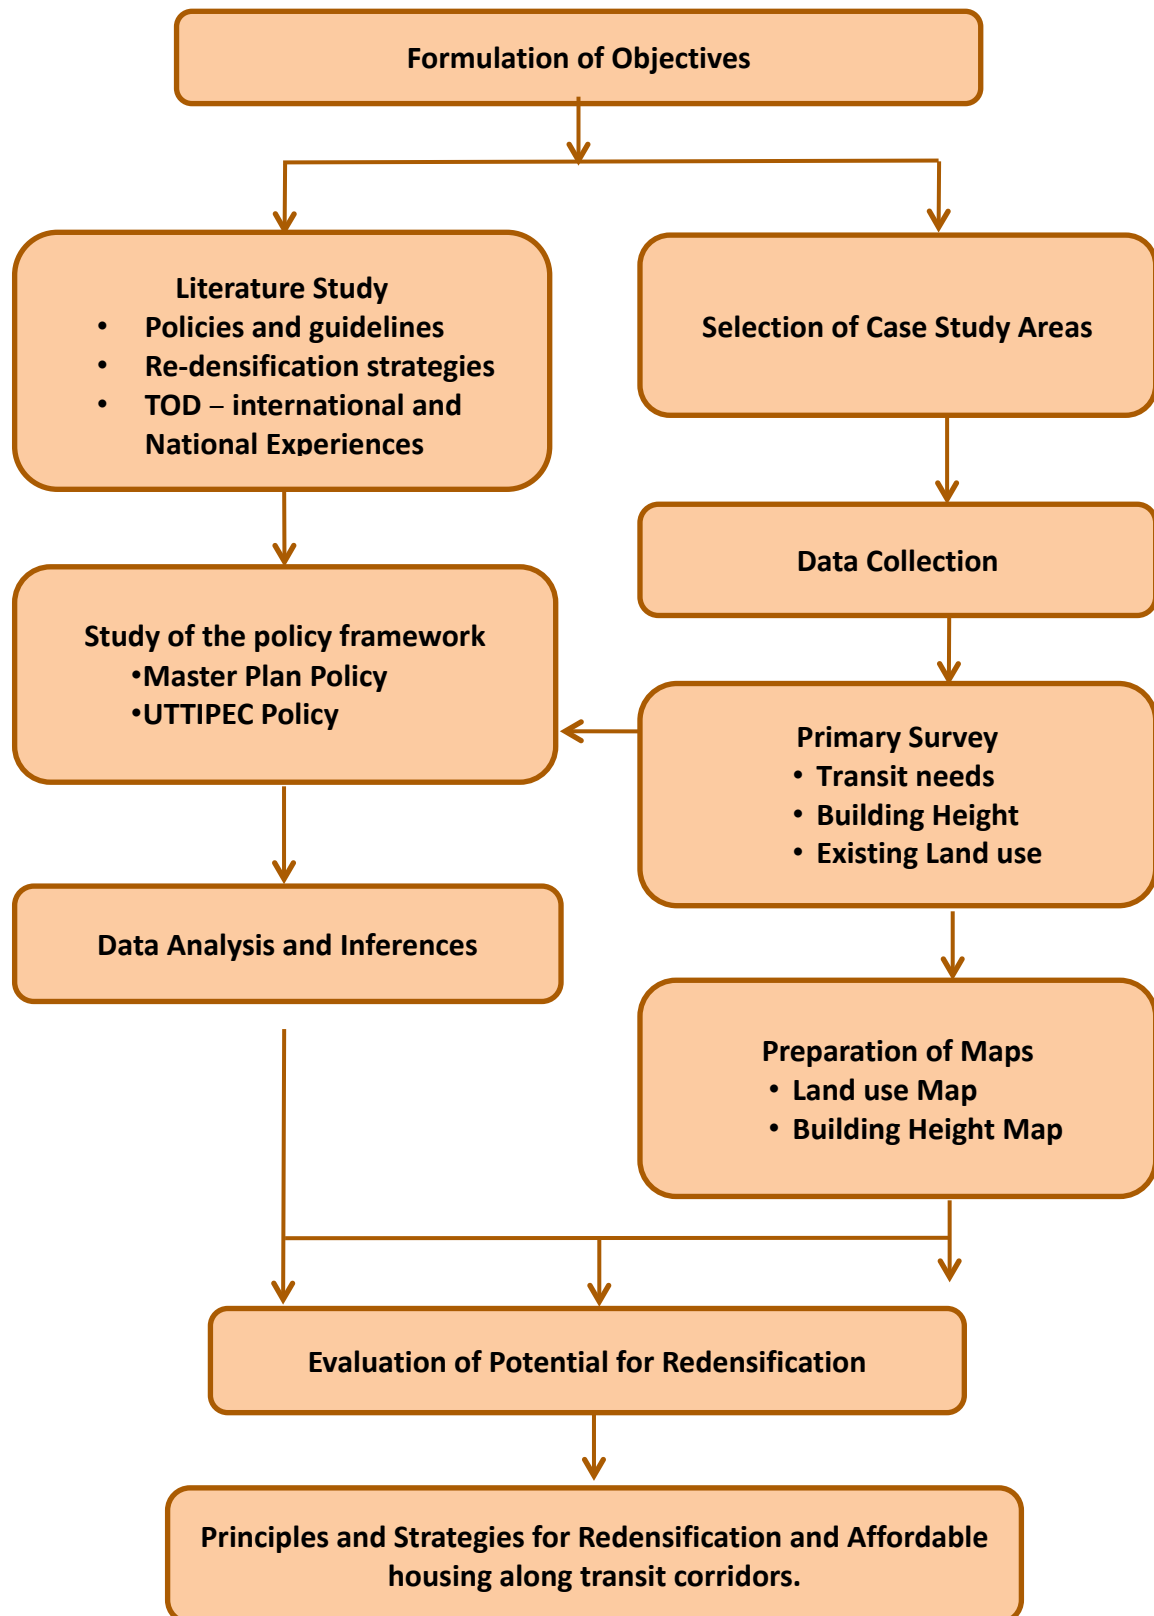 Formulation of Objectives
Literature Study
• Policies and guidelines
• Re-densification strategies
• TOD – international and
National Experiences
Selection of Case Study Areas
Data Collection
Study of the policy framework
•Master Plan Policy
•UTTIPEC Policy
Primary Survey
• Transit needs
• Building Height
• Existing Land use
Data Analysis and Inferences
Preparation of Maps
• Land use Map
• Building Height Map
Evaluation of Potential for Redensification
Principles and Strategies for Redensification and Affordable
housing along transit corridors.